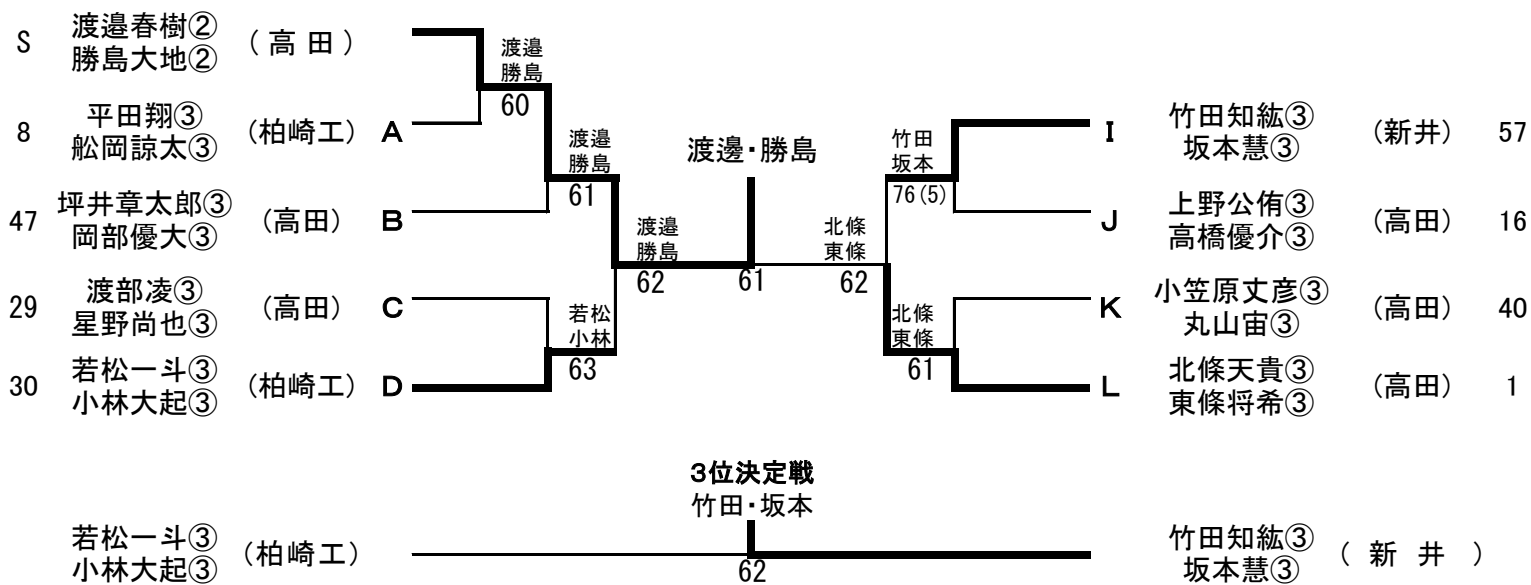 S 渡邉春樹② (高田)
勝島大地②
渡邉
勝島
60
8 平田翔③ (柏崎工) A
舩岡諒太③
渡邉
勝島
61
47 坪井章太郎③ (高田) B
岡部優大③
渡邉
勝島
62
29 渡部凌③ (高田) C
星野尚也③
若松
小林
63
30 若松一斗③ (柏崎工) D
小林大起③
渡邊・勝島
61
竹田
坂本
76(5)
I 竹田知紘③ (新井) 57
坂本慧③
J 上野公侑③ (高田) 16
高橋優介③
北條
東條
62
K 小笠原丈彦③ (高田) 40
丸山宙③
北條
東條
61
L 北條天貴③ (高田) 1
東條将希③
3位決定戦
竹田・坂本
若松一斗③ (柏崎工)
小林大起③
62
竹田知紘③ (新井)
坂本慧③